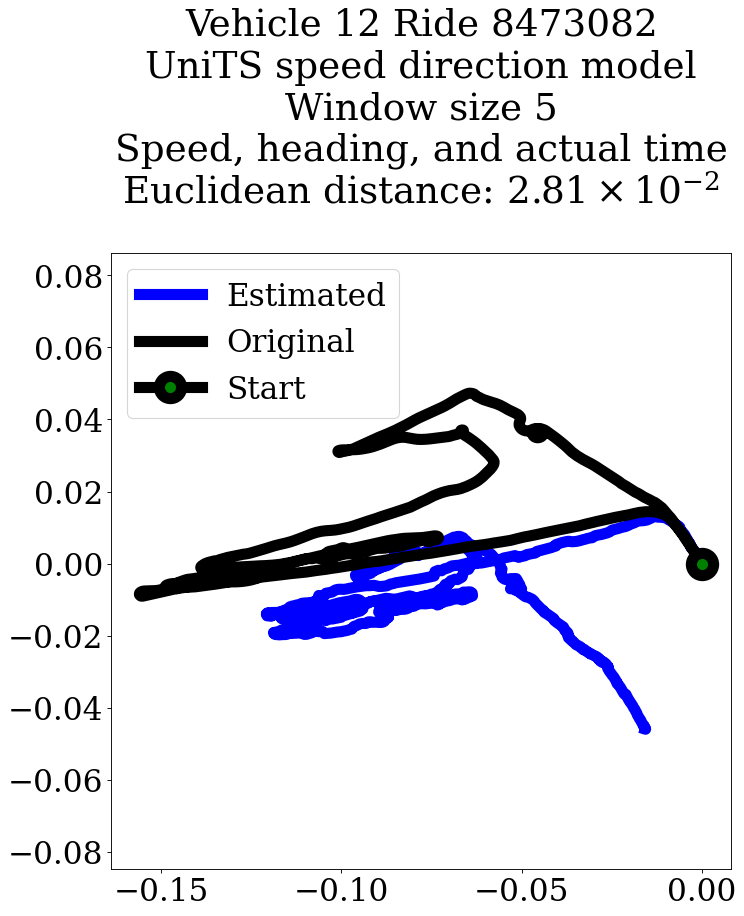 Vehicle 12 Ride 8473082
UniTS speed direction model
Window size 5
Speed, heading, and actual time
Euclidean distance: 2.81 × 10⁻²
Estimated
Original
Start
0.08
0.06
0.04
0.02
0.00
−0.02
−0.04
−0.06
−0.08
−0.15 −0.10 −0.05 0.00